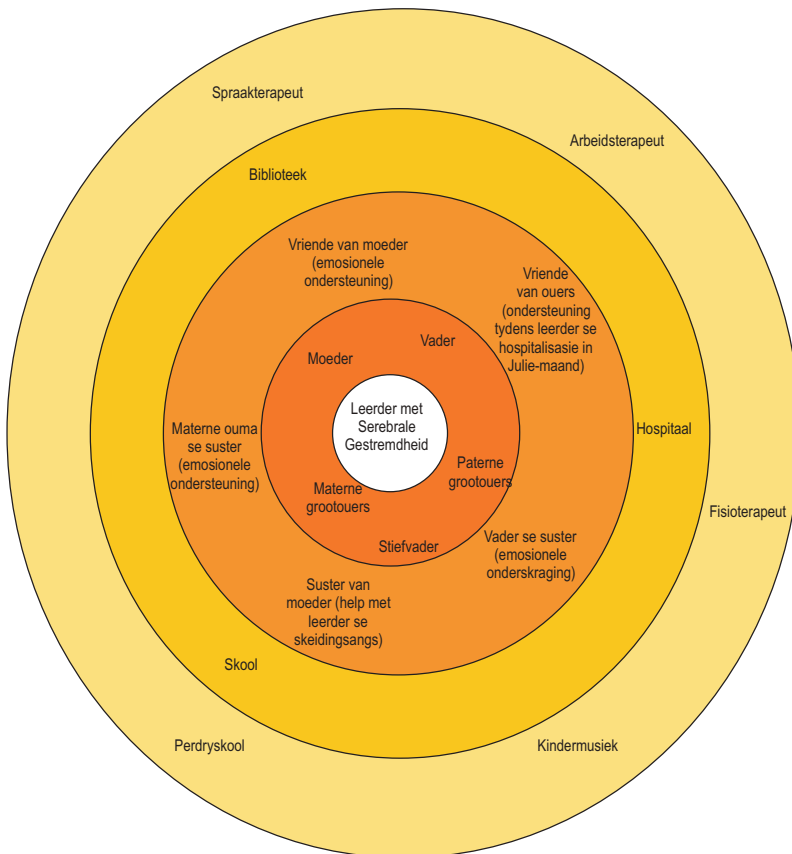 Spraakterapeut
Arbeidsterapeut
Biblioteek
Vriende van moeder
(emosionele
ondersteuning)
Vriende
van ouers
(ondersteuning
tydens leerder se
hospitalisasie in
Julie-maand)
Vader
Moeder
Leerder met
Serebrale
Gestremdheid
Materne ouma
se suster
(emosionele
ondersteuning)
Hospitaal
Paterne
grootouers
Materne
grootouers
Fisioterapeut
Stiefvader
Vader se suster
(emosionele
onderskraging)
Suster van
moeder (help met
leerder se
skeidingsangs)
Skool
Perdryskool
Kindermusiek